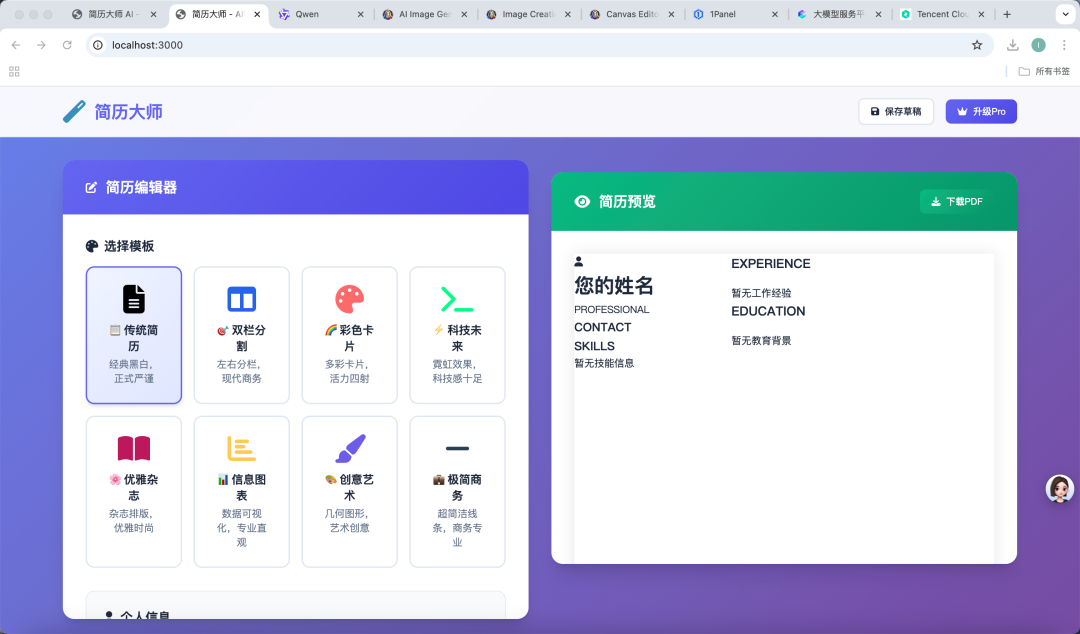 简历大师 AI -
简历大师 - AI
Qwen
AI Image Gen
Image Creati
Canvas Edito
1Panel
大模型服务平
Tencent Clou
localhost:3000
所有书签
简历大师
保存草稿
升级Pro
简历编辑器
选择模板
传统简
历
经典黑白，
正式严谨
双栏分
割
左右分栏，
现代商务
彩色卡
片
多彩卡片，
活力四射
科技未
来
霓虹效果，
科技感十足
优雅杂
志
杂志排版，
优雅时尚
信息图
表
数据可视
化，专业直
观
创意艺
术
几何图形，
艺术创意
极简商
务
超简洁线
条，商务专
业
个人信息
简历预览
下载PDF
您的姓名
PROFESSIONAL
CONTACT
SKILLS
暂无技能信息
EXPERIENCE
暂无工作经验
EDUCATION
暂无教育背景